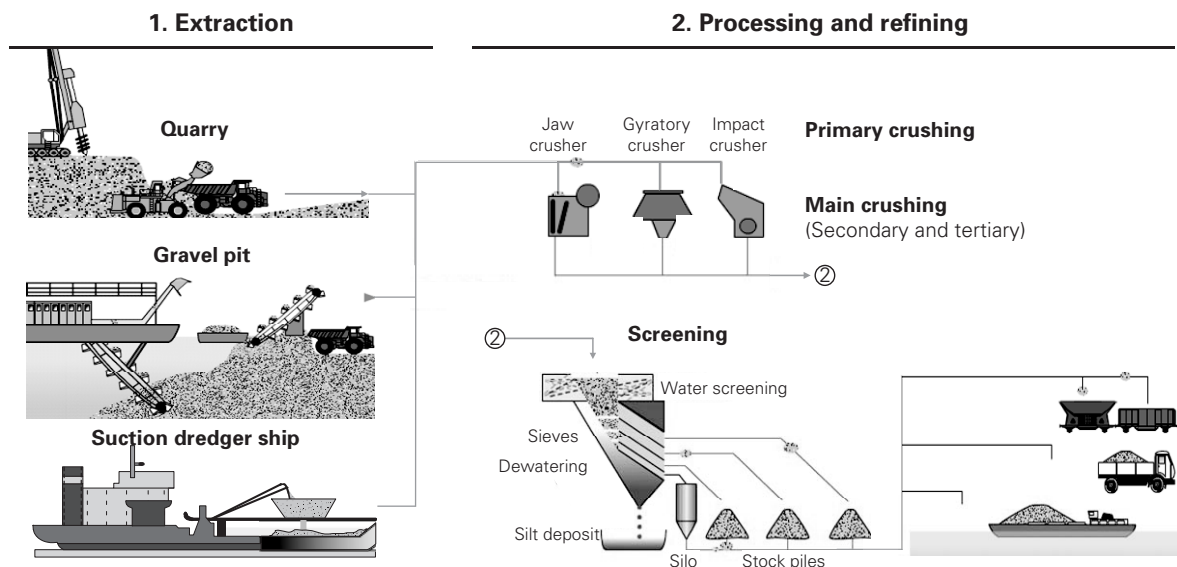 1. Extraction
2. Processing and refining
Quarry
Gravel pit
Suction dredger ship
Jaw
crusher
Gyratory
crusher
Impact
crusher
Primary crushing
Main crushing
(Secondary and tertiary)
②
②
Screening
Water screening
Sieves
Dewatering
Silt deposit
Silo
Stock piles